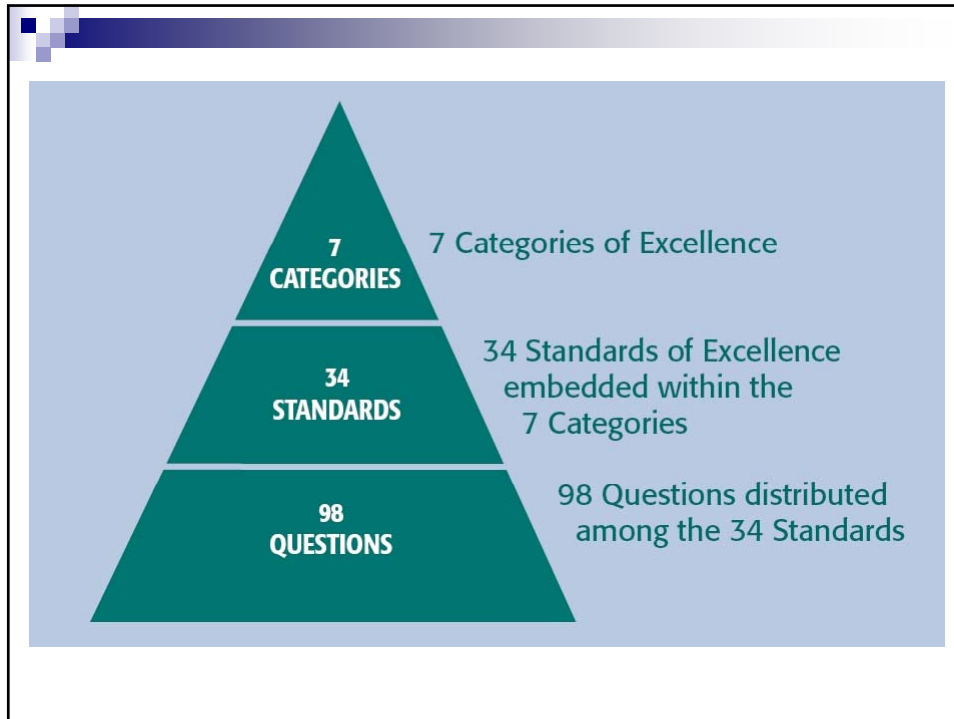 7
CATEGORIES
7 Categories of Excellence
34
STANDARDS
34 Standards of Excellence
embedded within the
7 Categories
98
QUESTIONS
98 Questions distributed
among the 34 Standards